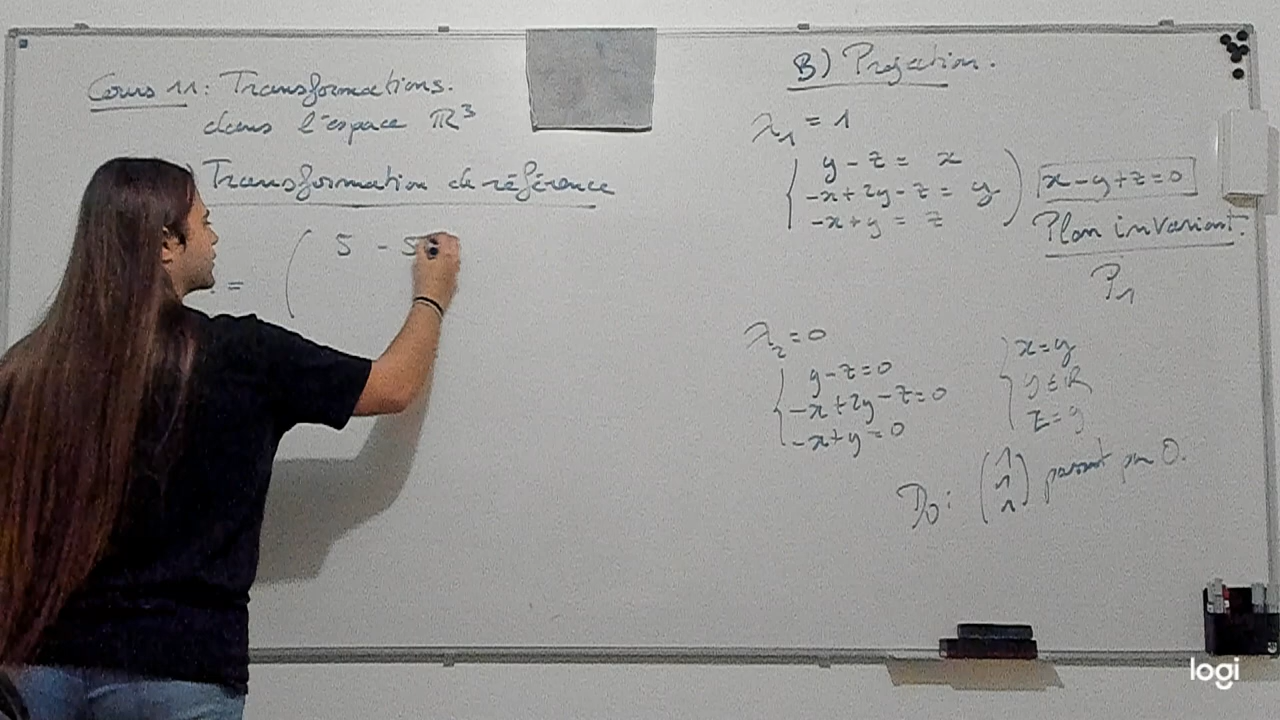 Cours 11: Transformations.
dans l'espace ℝ³
) Transformation de référence
= ( 5 - 5
B) Projection.
λ₁ = 1
y - z = x
-x + 2y - z = y
-x + y = z
x - y + z = 0
Plan invariant.
P₁
λ₂ = 0
y - z = 0
-x + 2y - z = 0
-x + y = 0
x = y
y ∈ ℝ
z = y
D₀: (1 1 1) passant par O.
logi